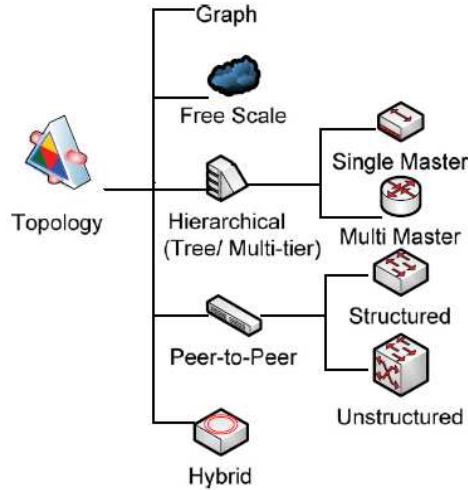 Graph
Free Scale
Topology
Hierarchical
(Tree/ Multi-tier)
Single Master
Multi Master
Peer-to-Peer
Structured
Unstructured
Hybrid